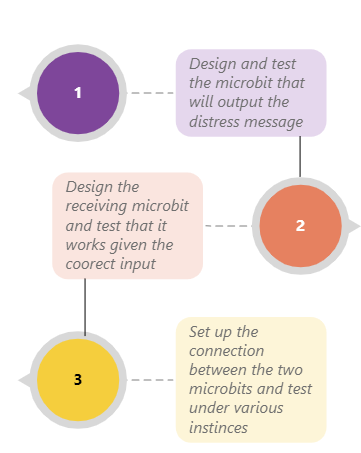 1
Design and test
the microbit that
will output the
distress message
Design the
receiving microbit
and test that it
works given the
coorect input
2
3
Set up the
connection
between the two
microbits and test
under various
instinces